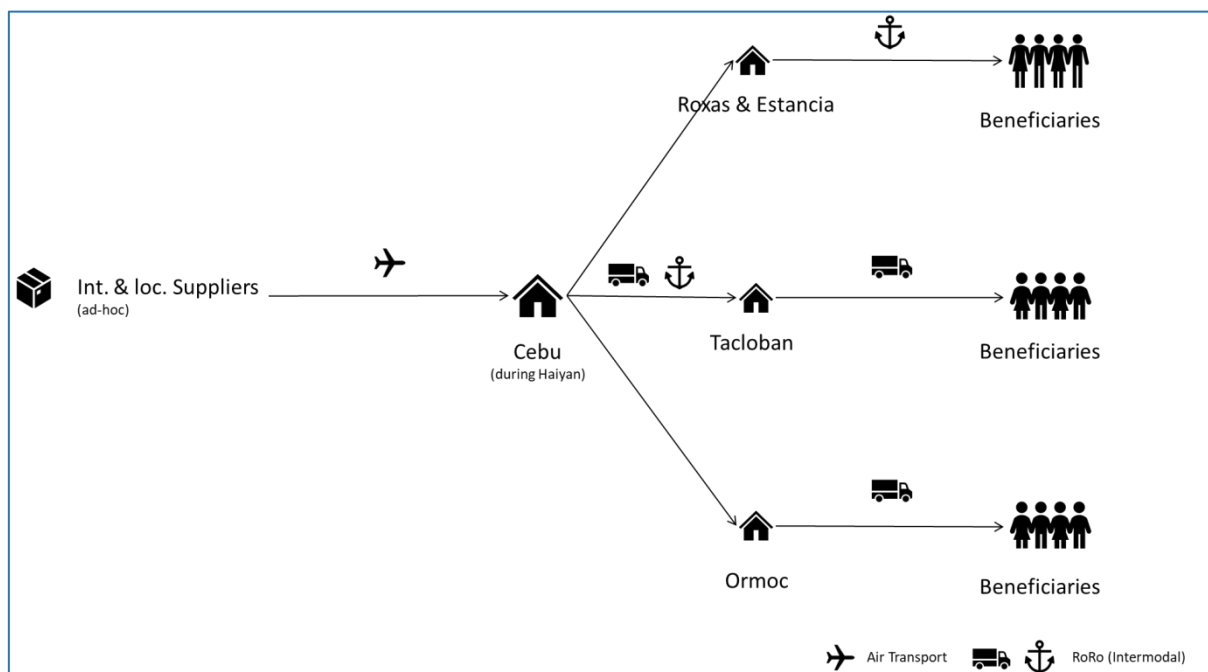 Roxas & Estancia
Beneficiaries
Int. & loc. Suppliers
(ad-hoc)
Cebu
(during Haiyan)
Tacloban
Beneficiaries
Ormoc
Beneficiaries
Air Transport
RoRo (Intermodal)